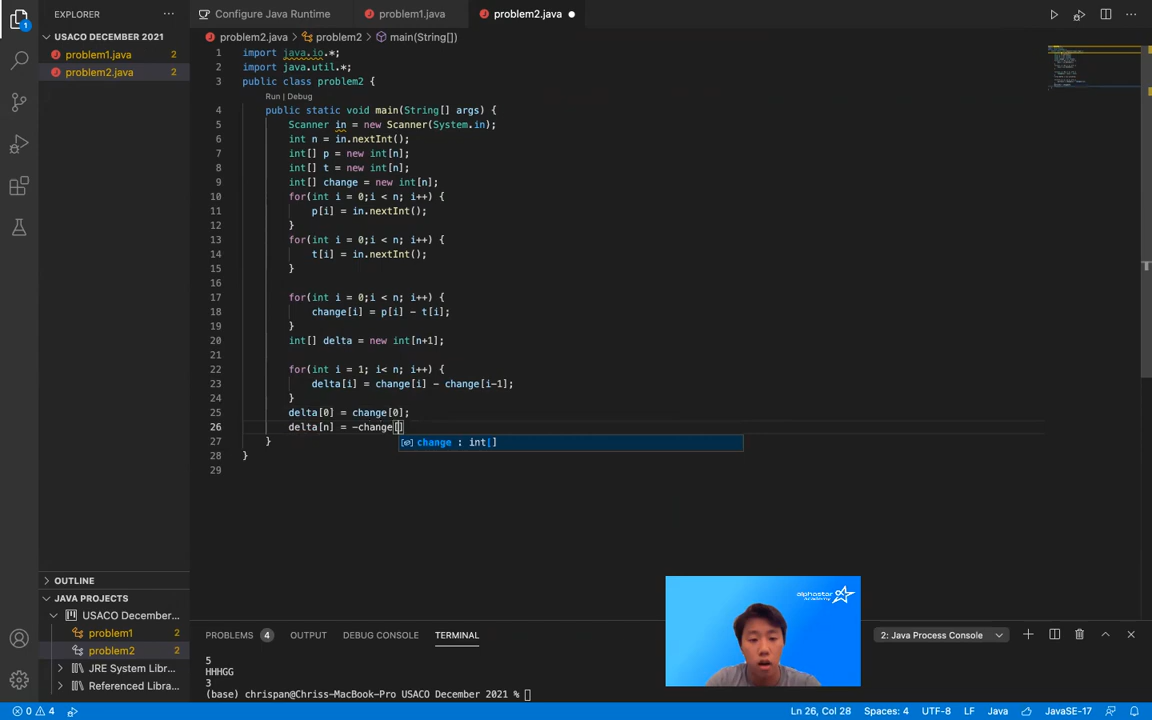 EXPLORER
USACO DECEMBER 2021
problem1.java 2
problem2.java 2
OUTLINE
JAVA PROJECTS
USACO December...
problem1 2
problem2 2
JRE System Libr...
Referenced Libra...
Configure Java Runtime
problem1.java
problem2.java
problem2.java > problem2 > main(String[])
1 import java.io.*;
2 import java.util.*;
3 public class problem2 {
Run | Debug
4 public static void main(String[] args) {
5 Scanner in = new Scanner(System.in);
6 int n = in.nextInt();
7 int[] p = new int[n];
8 int[] t = new int[n];
9 int[] change = new int[n];
10 for(int i = 0;i < n; i++) {
11 p[i] = in.nextInt();
12 }
13 for(int i = 0;i < n; i++) {
14 t[i] = in.nextInt();
15 }
16
17 for(int i = 0;i < n; i++) {
18 change[i] = p[i] - t[i];
19 }
20 int[] delta = new int[n+1];
21
22 for(int i = 1; i< n; i++) {
23 delta[i] = change[i] - change[i-1];
24 }
25 delta[0] = change[0];
26 delta[n] = -change[]
change : int[]
27 }
28 }
29
alphastar
academy
PROBLEMS 4 OUTPUT DEBUG CONSOLE TERMINAL
2: Java Process Console
5
HHHGG
3
(base) chrispan@Chriss-MacBook-Pro USACO December 2021 %
0 4
Ln 26, Col 28 Spaces: 4 UTF-8 LF Java JavaSE-17